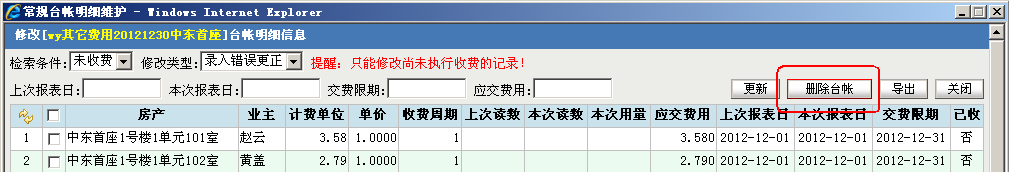 常规台帐明细维护 - Windows Internet Explorer
修改[wy其它费用20121230中东首座]台帐明细信息
检索条件: 未收费 修改类型: 录入错误更正 提醒: 只能修改尚未执行收费的记录!
上次报表日: 本次报表日: 交费限期: 应交费用: 更新 删除台帐 导出 关闭
房产 业主 计费单位 单价 收费周期 上次读数 本次读数 本次用量 应交费用 上次报表日 本次报表日 交费限期 已收
1 中东首座1号楼1单元101室 赵云 3.58 1.0000 1 3.580 2012-12-01 2012-12-01 2012-12-31 否
2 中东首座1号楼1单元102室 黄盖 2.79 1.0000 1 2.790 2012-12-01 2012-12-01 2012-12-31 否